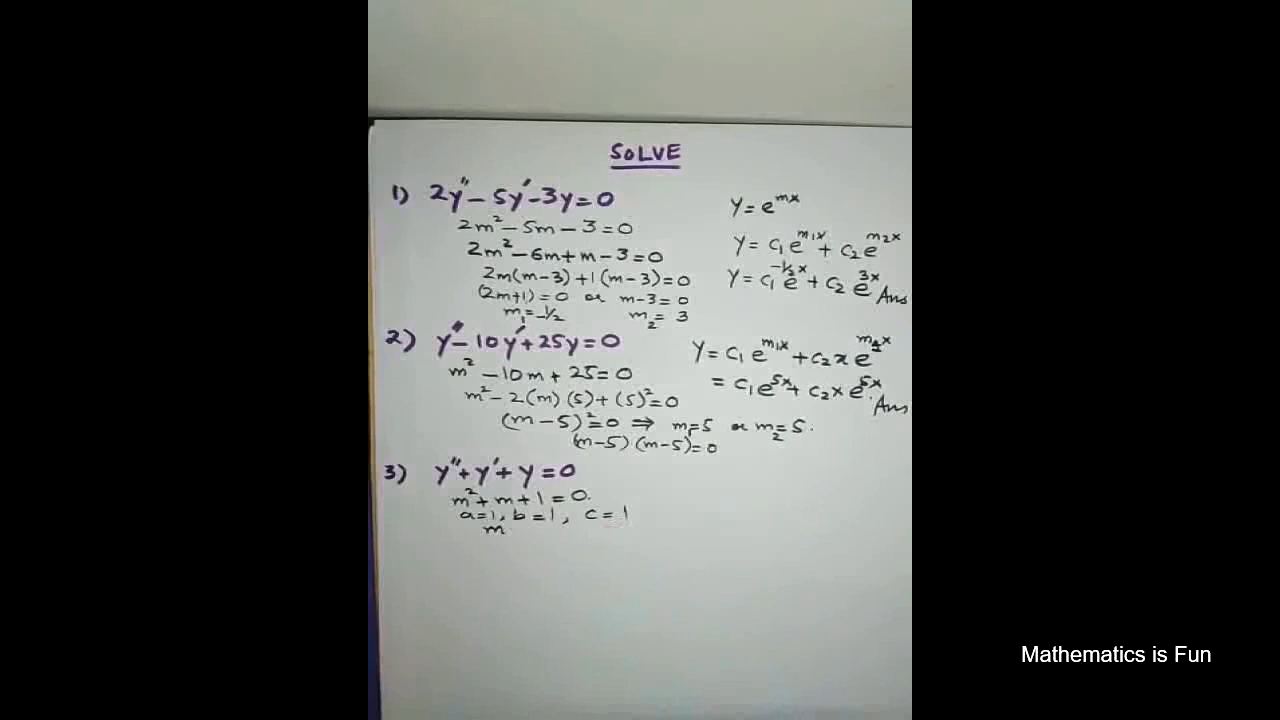 SOLVE
1) 2y" - 5y' - 3y = 0
2m² - 5m - 3 = 0
2m² - 6m + m - 3 = 0
2m(m-3) + 1(m-3) = 0
(2m+1) = 0 or m-3 = 0
m₁ = -1/2 m₂ = 3
y = e^{mx}
y = c₁e^{m₁x} + c₂e^{m₂x}
y = c₁e^{-1/2x} + c₂e^{3x} Ans
2) y" - 10y' + 25y = 0
m² - 10m + 25 = 0
m² - 2(m)(5) + (5)² = 0
(m-5)² = 0 ⇒ m₁=5 or m₂=5.
(m-5)(m-5) = 0
y = c₁e^{m₁x} + c₂xe^{m₂x}
= c₁e^{5x} + c₂xe^{5x}. Ans
3) y" + y' + y = 0
m² + m + 1 = 0.
a=1, b=1, c=1
m
Mathematics is Fun